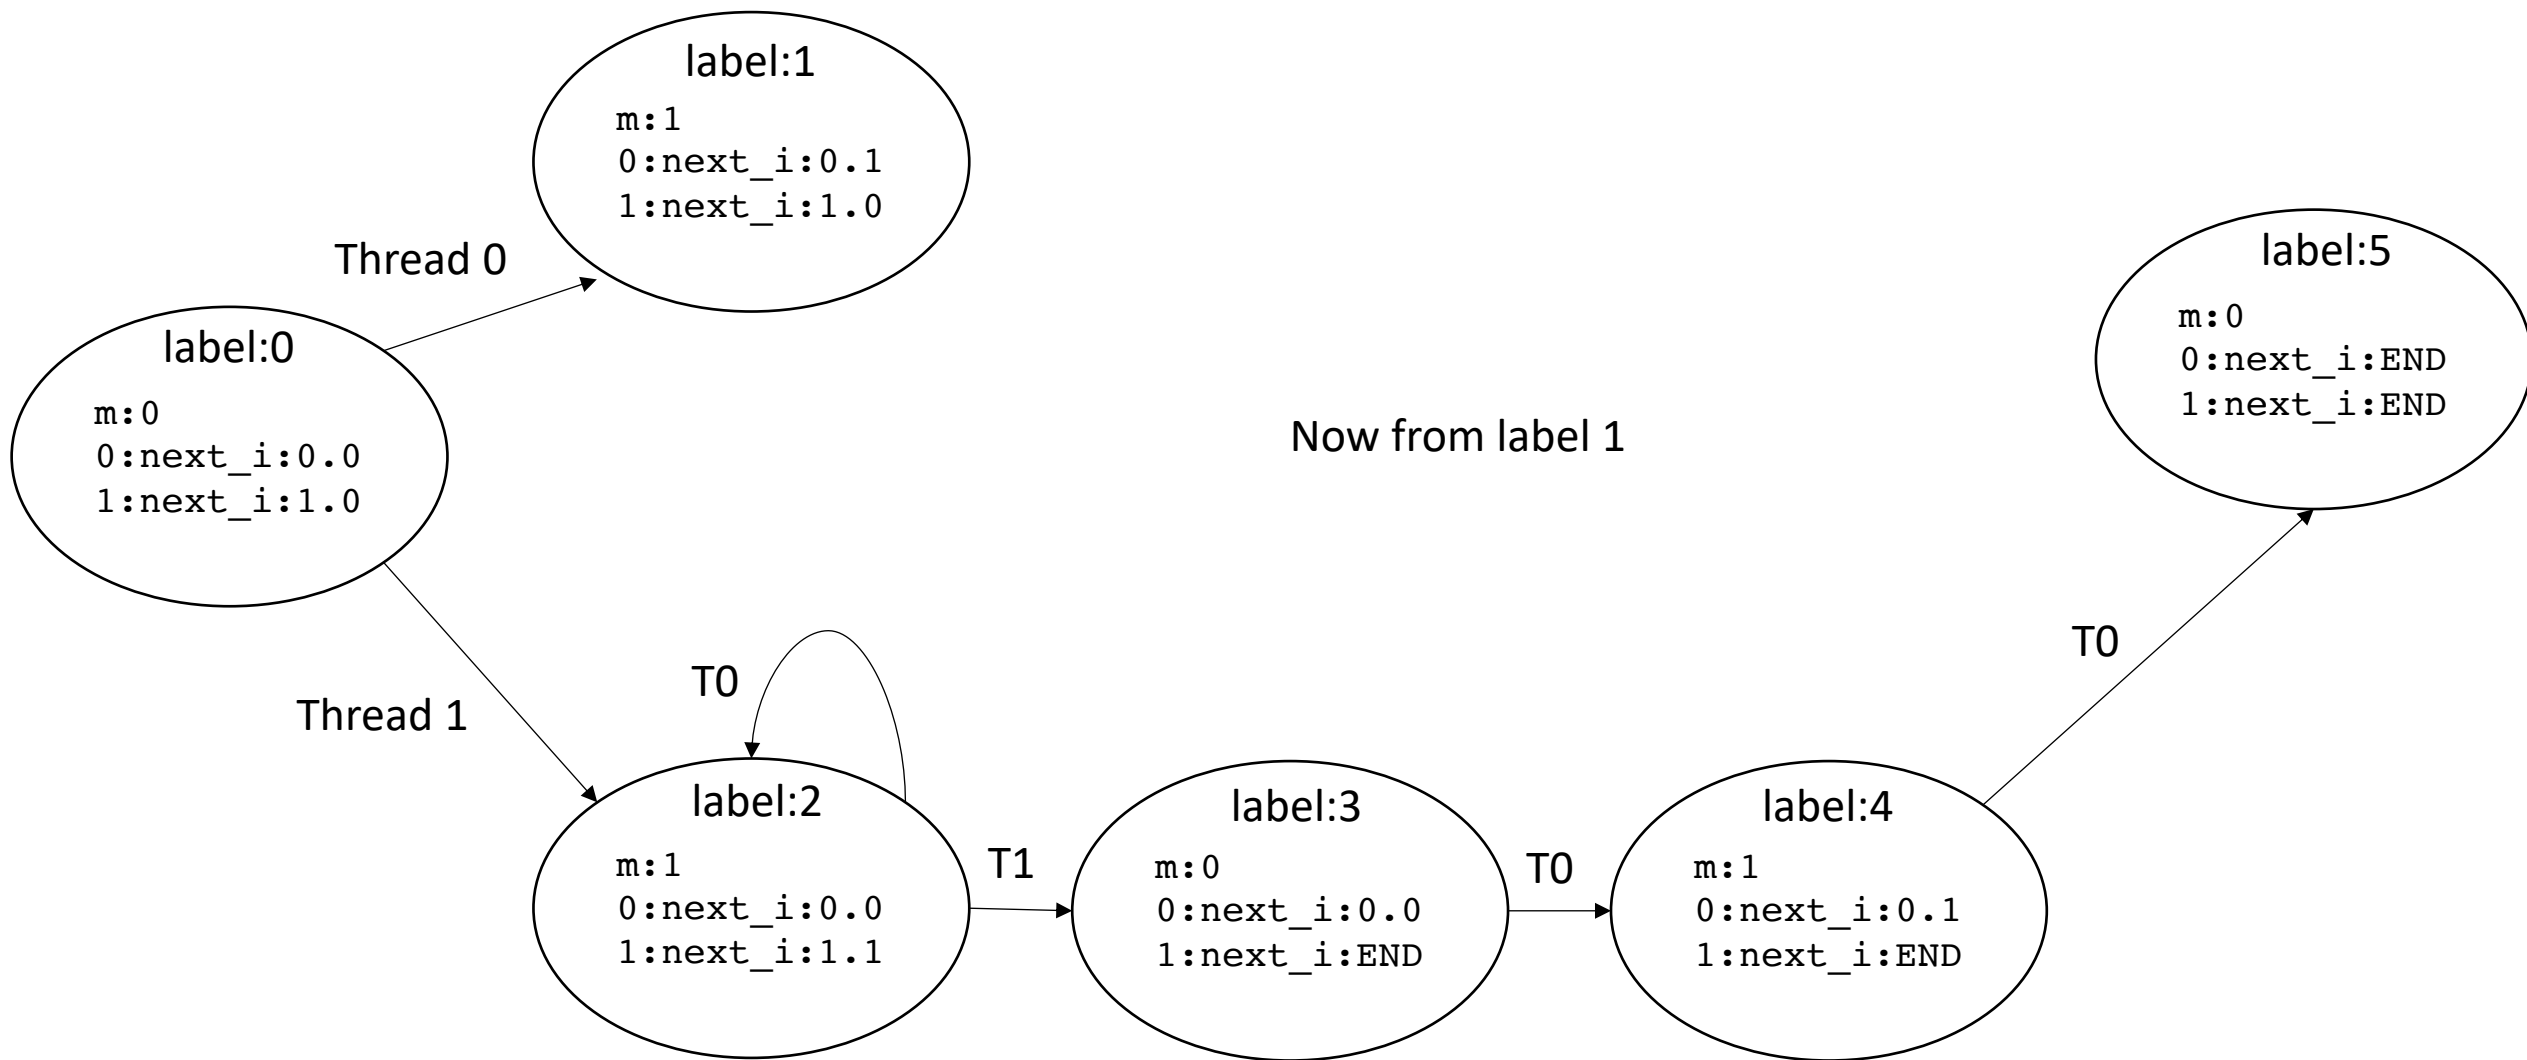 label:1
m:1
0:next_i:0.1
1:next_i:1.0
Thread 0
label:0
m:0
0:next_i:0.0
1:next_i:1.0
label:5
m:0
0:next_i:END
1:next_i:END
Now from label 1
T0
T0
Thread 1
label:2
m:1
0:next_i:0.0
1:next_i:1.1
T1
label:3
m:0
0:next_i:0.0
1:next_i:END
T0
label:4
m:1
0:next_i:0.1
1:next_i:END